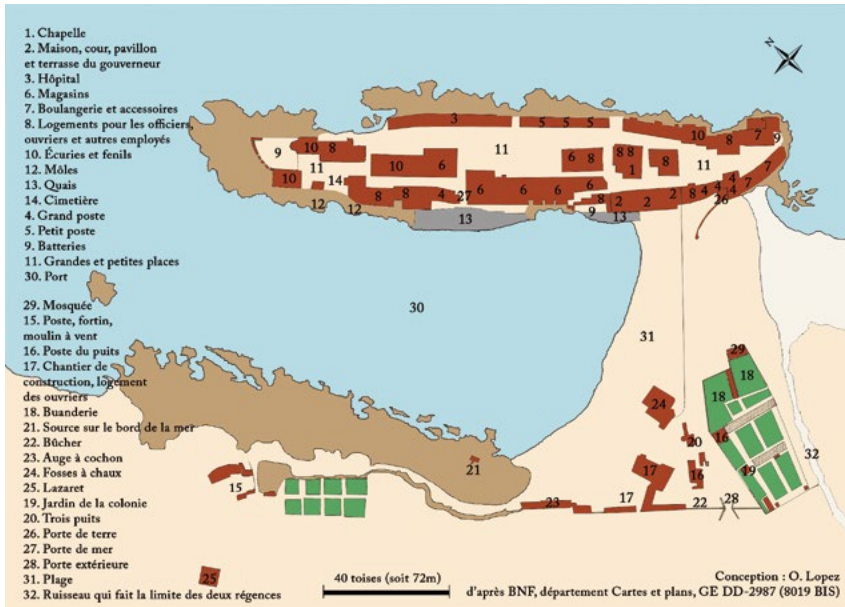 1. Chapelle
2. Maison, cour, pavillon
et terrasse du gouverneur
3. Hôpital
6. Magasins
7. Boulangerie et accessoires
8. Logements pour les officiers,
ouvriers et autres employés
10. Écuries et fenils
12. Môles
13. Quais
14. Cimetière
4. Grand poste
5. Petit poste
9. Batteries
11. Grandes et petites places
30. Port
29. Mosquée
15. Poste, fortin,
moulin à vent
16. Poste du puits
17. Chantier de
construction, logement
des ouvriers
18. Buanderie
21. Source sur le bord de la mer
22. Bûcher
23. Auge à cochon
24. Fosses à chaux
25. Lazaret
19. Jardin de la colonie
20. Trois puits
26. Porte de terre
27. Porte de mer
28. Porte extérieure
31. Plage
32. Ruisseau qui fait la limite des deux régences
N
3 5 5 5 10 8 7 9
9 10 8 11 11 6 8 8 8 1 8 11 7
10 14 10 6
12 12 8 8 4 27 6 6 6 6 8 2 2 2 8 4 4 4 4 7
13 9 13 26
30 31
29 18 18
24 16 20
21 17 16 19 32
15 23 17 22 28
25
40 toises (soit 72m)
Conception : O. Lopez
d'après BNF, département Cartes et plans, GE DD-2987 (8019 BIS)